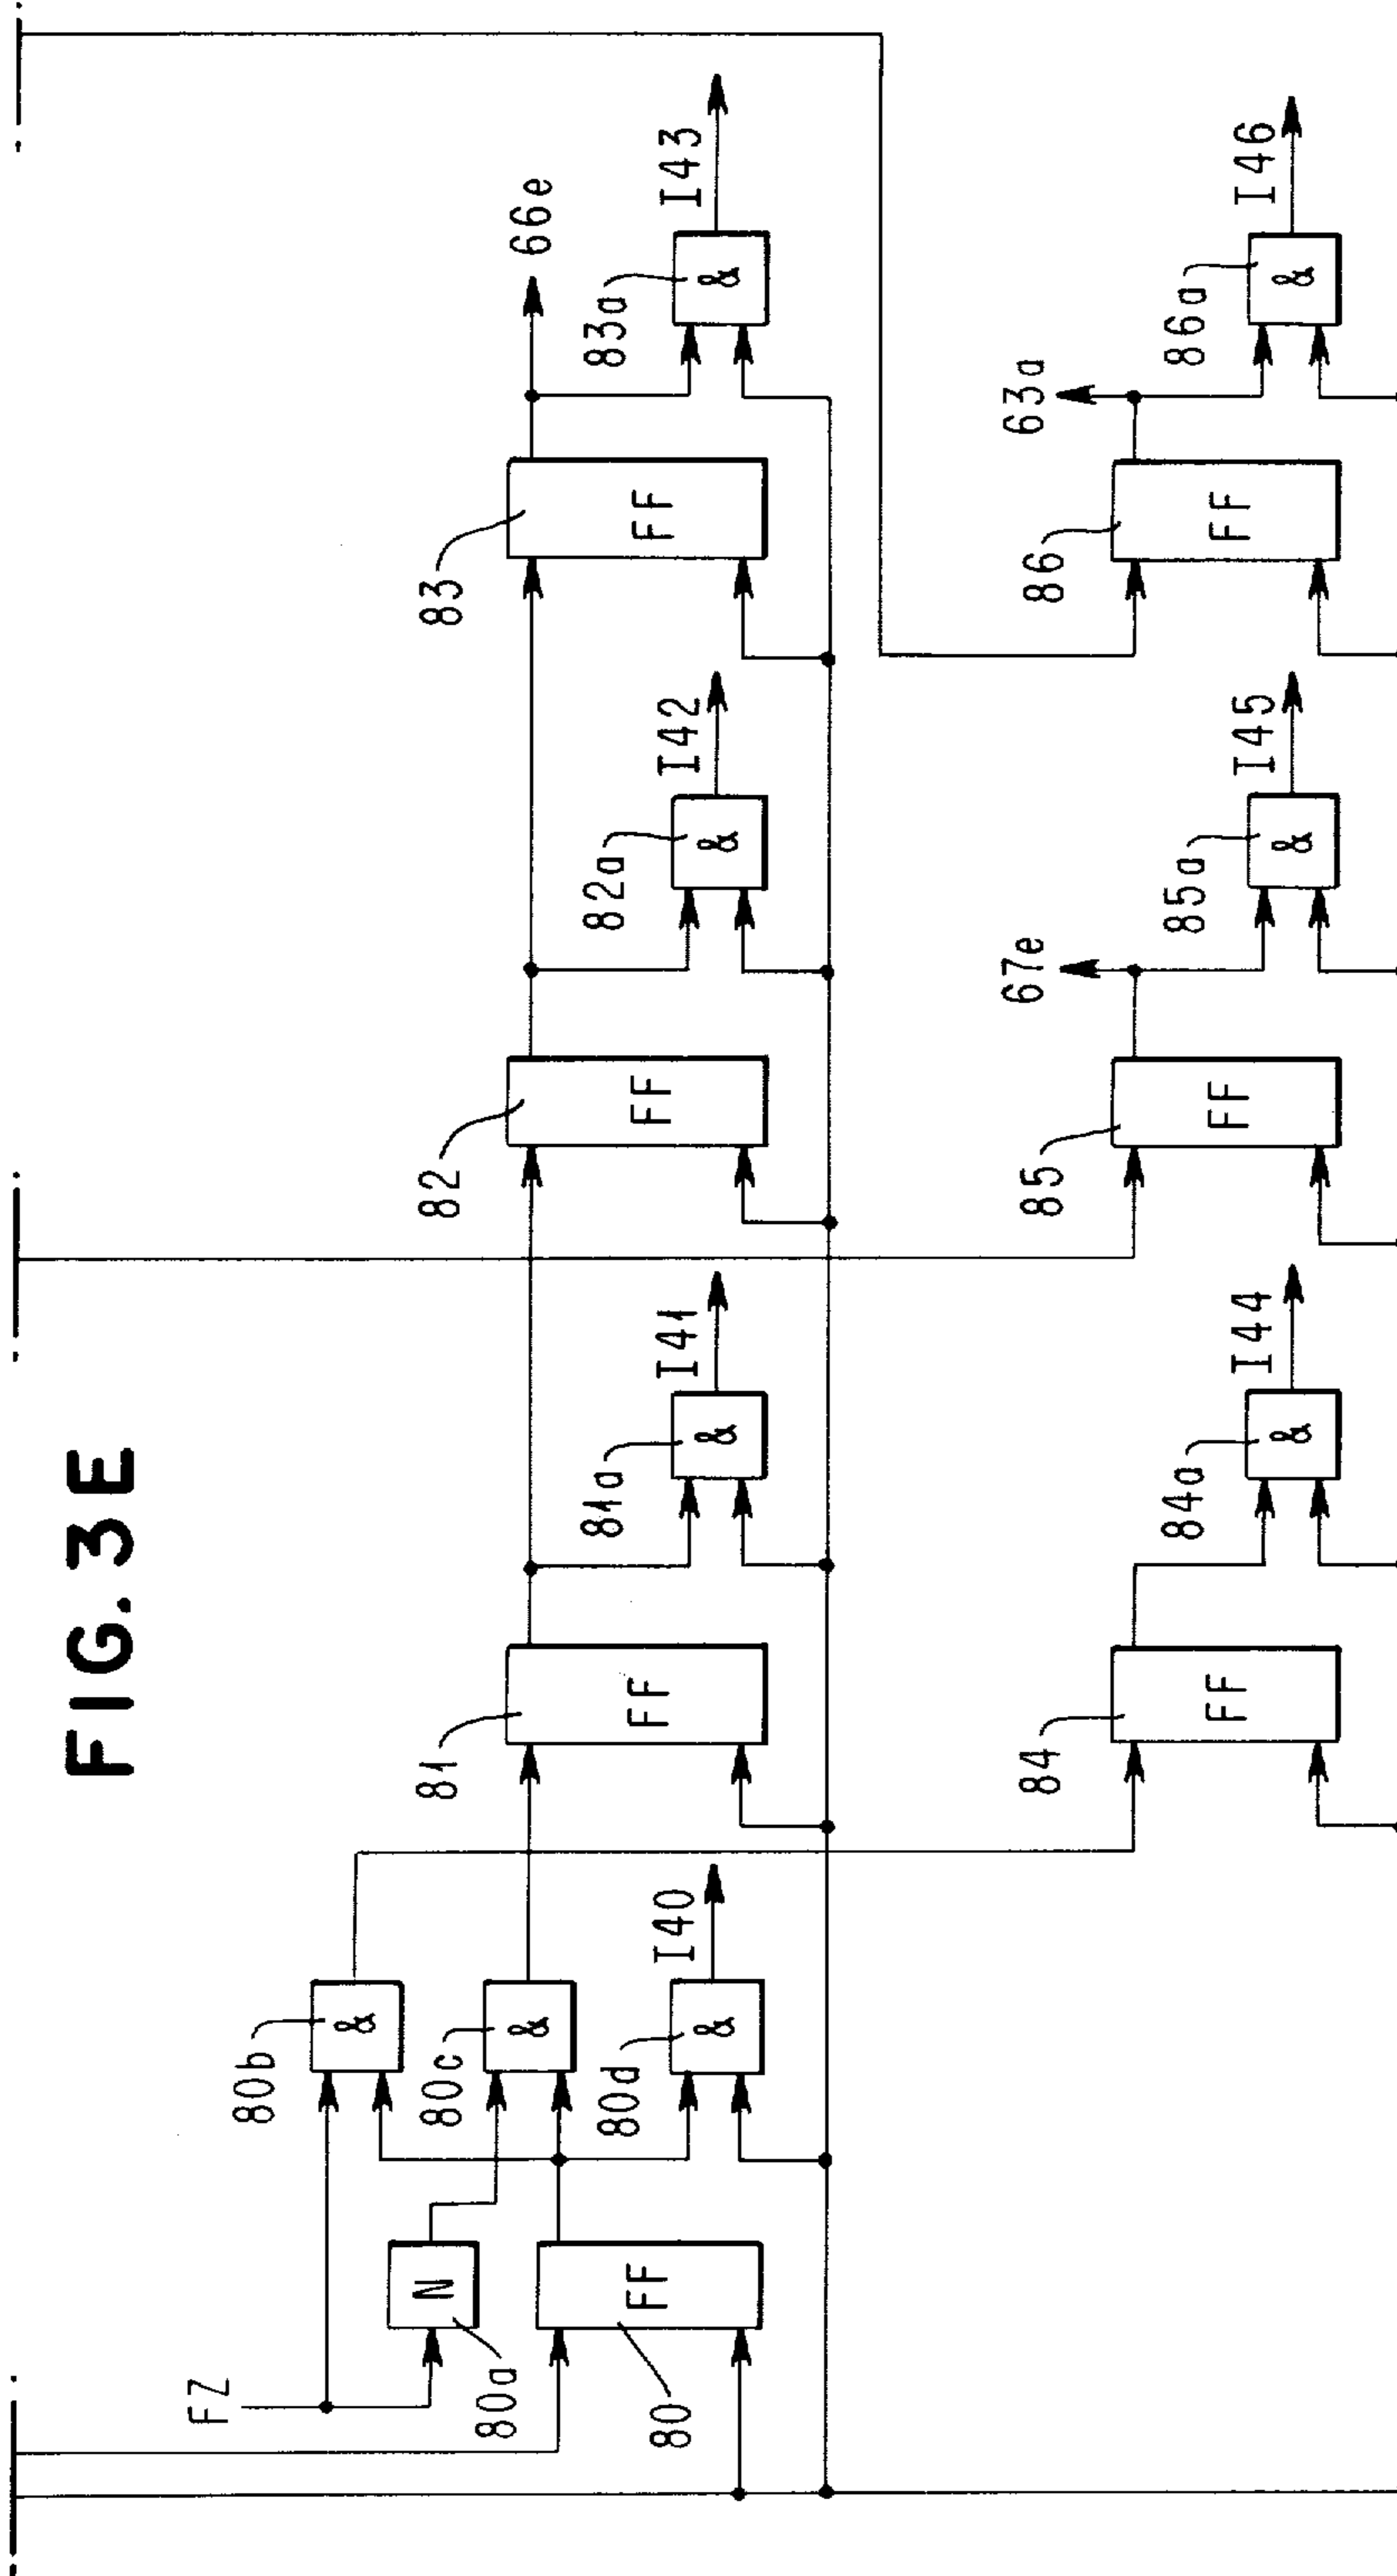 FIG. 3E
FZ
80a
N
80
FF
80b
&
80c
&
80d
&
I40
81
FF
81a
&
I41
82
FF
82a
&
I42
83
FF
66e
83a
&
I43
84
FF
84a
&
I44
85
FF
67e
85a
&
I45
86
FF
63a
86a
&
I46